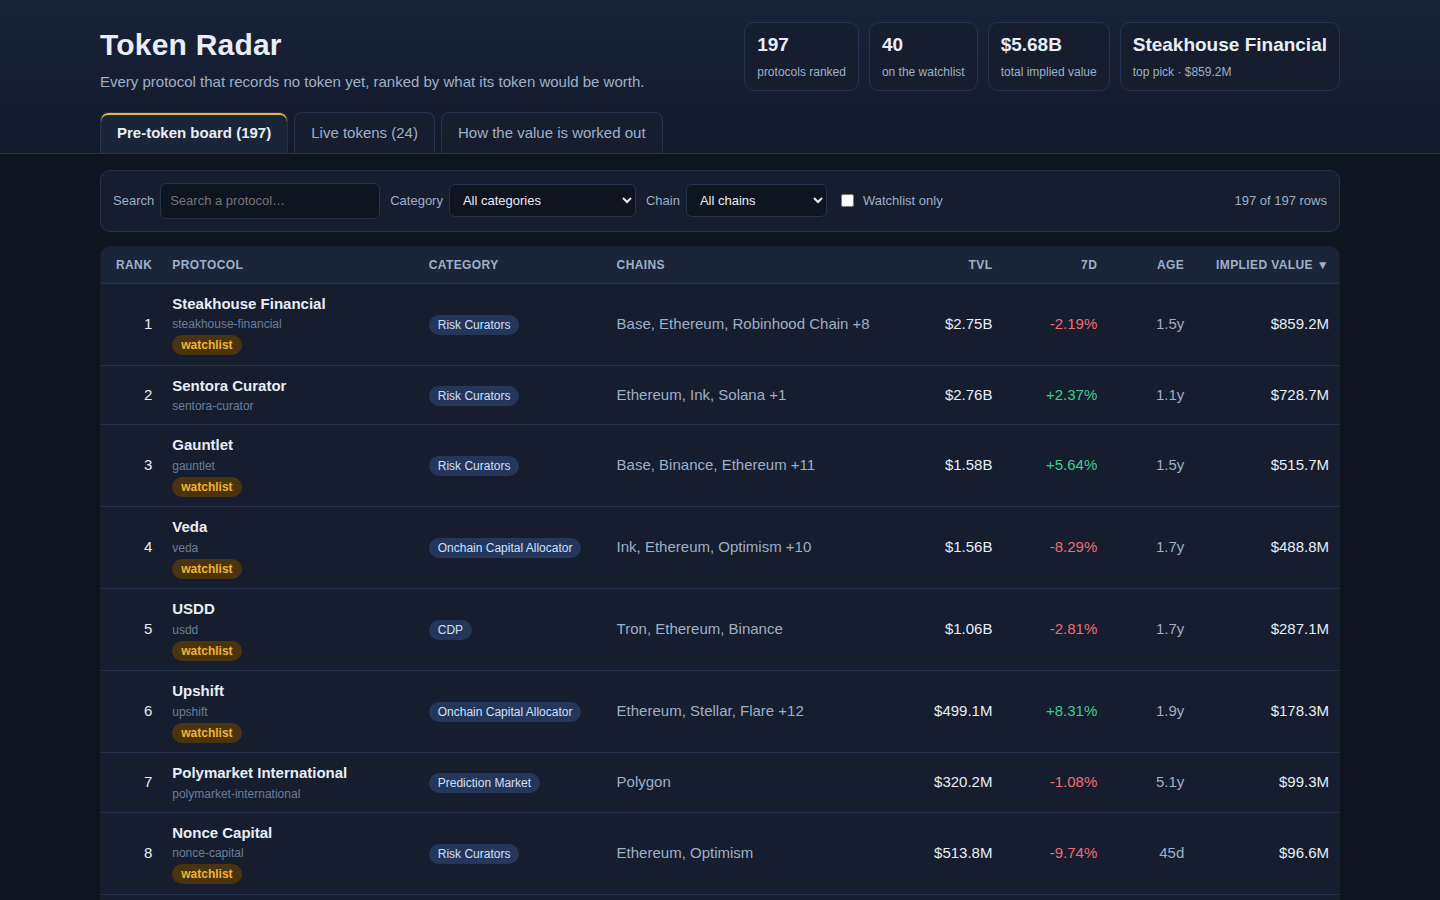 Token Radar
Every protocol that records no token yet, ranked by what its token would be worth.
197
protocols ranked
40
on the watchlist
$5.68B
total implied value
Steakhouse Financial
top pick · $859.2M
Pre-token board (197)
Live tokens (24)
How the value is worked out
Search Search a protocol… Category All categories Chain All chains Watchlist only 197 of 197 rows
RANK PROTOCOL CATEGORY CHAINS TVL 7D AGE IMPLIED VALUE ▼
1 Steakhouse Financial
steakhouse-financial
watchlist
Risk Curators Base, Ethereum, Robinhood Chain +8 $2.75B -2.19% 1.5y $859.2M
2 Sentora Curator
sentora-curator
Risk Curators Ethereum, Ink, Solana +1 $2.76B +2.37% 1.1y $728.7M
3 Gauntlet
gauntlet
watchlist
Risk Curators Base, Binance, Ethereum +11 $1.58B +5.64% 1.5y $515.7M
4 Veda
veda
watchlist
Onchain Capital Allocator Ink, Ethereum, Optimism +10 $1.56B -8.29% 1.7y $488.8M
5 USDD
usdd
watchlist
CDP Tron, Ethereum, Binance $1.06B -2.81% 1.7y $287.1M
6 Upshift
upshift
watchlist
Onchain Capital Allocator Ethereum, Stellar, Flare +12 $499.1M +8.31% 1.9y $178.3M
7 Polymarket International
polymarket-international
Prediction Market Polygon $320.2M -1.08% 5.1y $99.3M
8 Nonce Capital
nonce-capital
watchlist
Risk Curators Ethereum, Optimism $513.8M -9.74% 45d $96.6M